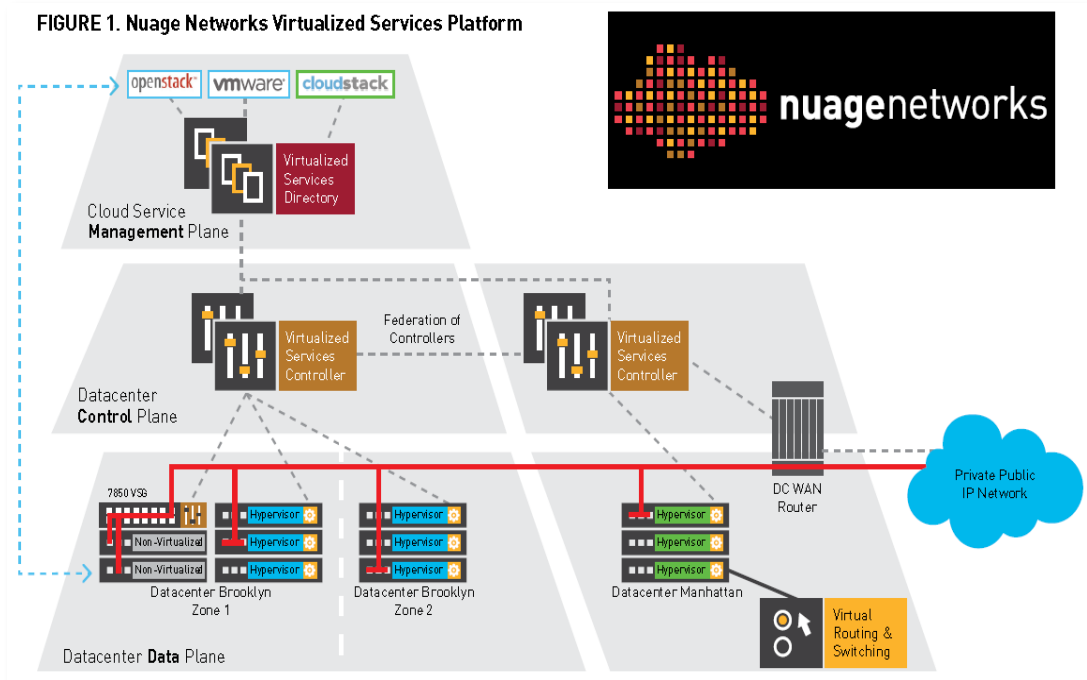 FIGURE 1. Nuage Networks Virtualized Services Platform
nuagenetworks
openstack™
vmware®
cloudstack
Virtualized
Services
Directory
Cloud Service
Management Plane
Federation of
Controllers
Virtualized
Services
Controller
Virtualized
Services
Controller
Datacenter
Control Plane
DC WAN
Router
Private Public
IP Network
7850 VSG
Non-Virtualized
Non-Virtualized
Hypervisor
Hypervisor
Hypervisor
Hypervisor
Hypervisor
Hypervisor
Hypervisor
Hypervisor
Hypervisor
Datacenter Brooklyn
Zone 1
Datacenter Brooklyn
Zone 2
Datacenter Manhattan
Virtual
Routing &
Switching
Datacenter Data Plane